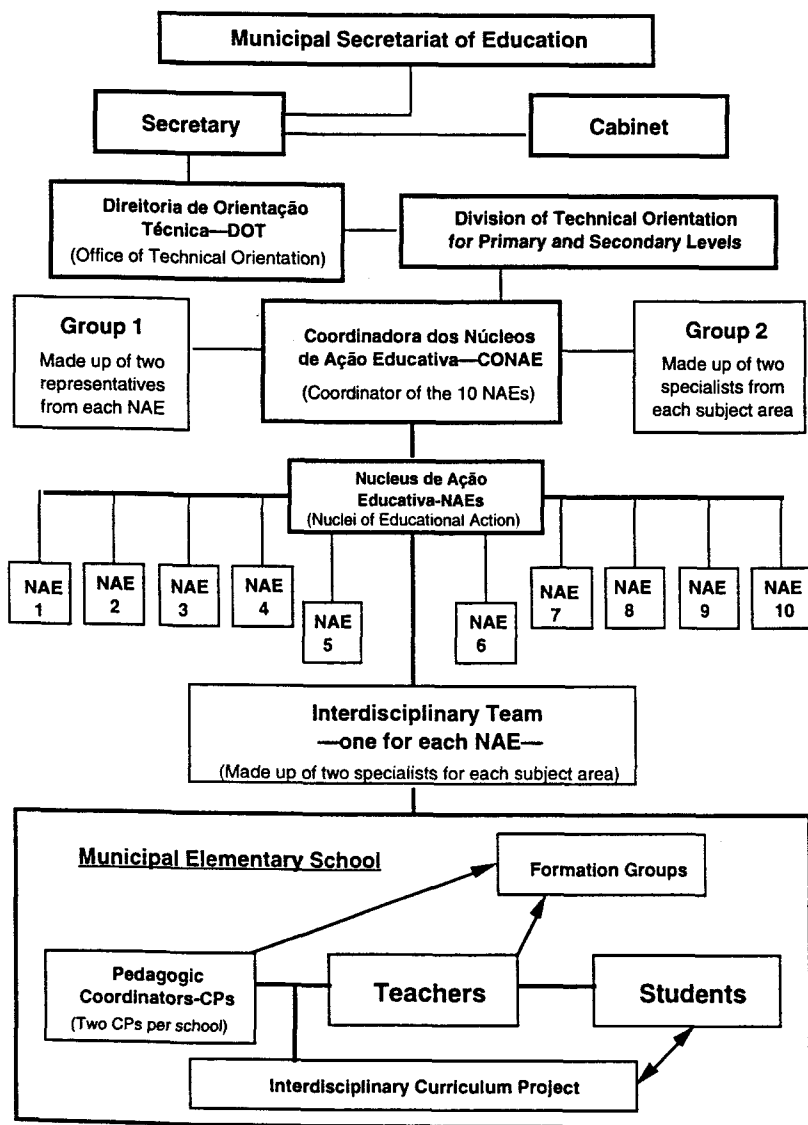 Municipal Secretariat of Education
Secretary
Cabinet
Direitoria de Orientação
Técnica—DOT
(Office of Technical Orientation)
Division of Technical Orientation
for Primary and Secondary Levels
Group 1
Made up of two
representatives
from each NAE
Coordinadora dos Núcleos
de Ação Educativa—CONAE
(Coordinator of the 10 NAEs)
Group 2
Made up of two
specialists from
each subject area
Nucleus de Ação
Educativa-NAEs
(Nuclei of Educational Action)
NAE
1
NAE
2
NAE
3
NAE
4
NAE
5
NAE
6
NAE
7
NAE
8
NAE
9
NAE
10
Interdisciplinary Team
—one for each NAE—
(Made up of two specialists for each subject area)
Municipal Elementary School
Formation Groups
Pedagogic
Coordinators-CPs
(Two CPs per school)
Teachers
Students
Interdisciplinary Curriculum Project